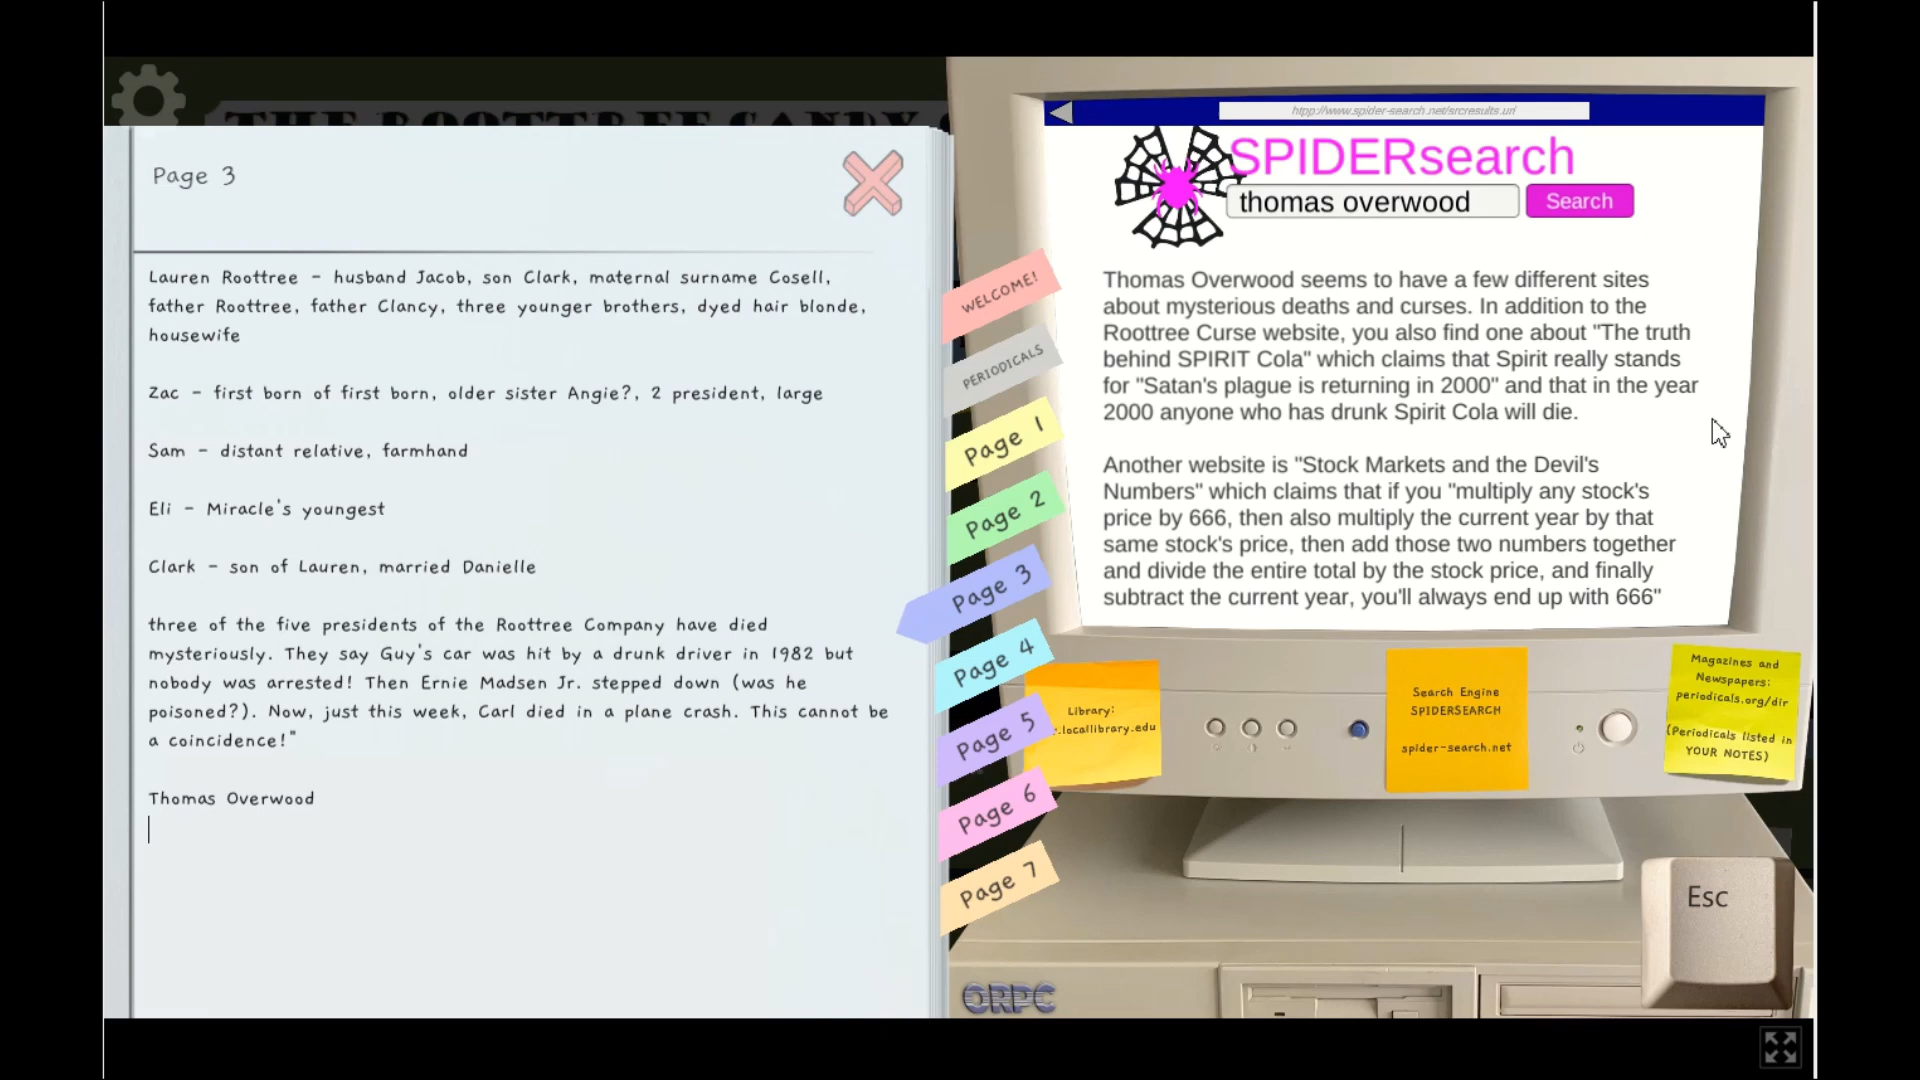 THE ROOTTREE CANDY
Page 3
Lauren Roottree - husband Jacob, son Clark, maternal surname Cosell,
father Roottree, father Clancy, three younger brothers, dyed hair blonde,
housewife
Zac - first born of first born, older sister Angie?, 2 president, large
Sam - distant relative, farmhand
Eli - Miracle's youngest
Clark - son of Lauren, married Danielle
three of the five presidents of the Roottree Company have died
mysteriously. They say Guy's car was hit by a drunk driver in 1982 but
nobody was arrested! Then Ernie Madsen Jr. stepped down (was he
poisoned?). Now, just this week, Carl died in a plane crash. This cannot be
a coincidence!"
Thomas Overwood
WELCOME!
PERIODICALS
Page 1
Page 2
Page 3
Page 4
Page 5
Page 6
Page 7
htpp://www.spider-search.net/srcresults.url
SPIDERsearch
thomas overwood
Search
Thomas Overwood seems to have a few different sites
about mysterious deaths and curses. In addition to the
Roottree Curse website, you also find one about "The truth
behind SPIRIT Cola" which claims that Spirit really stands
for "Satan's plague is returning in 2000" and that in the year
2000 anyone who has drunk Spirit Cola will die.
Another website is "Stock Markets and the Devil's
Numbers" which claims that if you "multiply any stock's
price by 666, then also multiply the current year by that
same stock's price, then add those two numbers together
and divide the entire total by the stock price, and finally
subtract the current year, you'll always end up with 666"
Library:
.locallibrary.edu
Search Engine
SPIDERSEARCH
spider-search.net
Magazines and
Newspapers:
periodicals.org/dir
(Periodicals listed in
YOUR NOTES)
Esc
ORPC